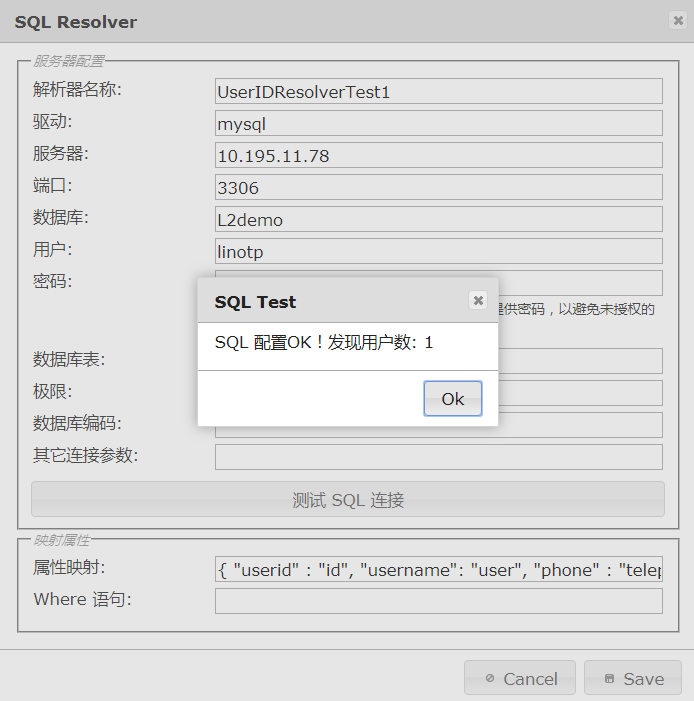 SQL Resolver
服务器配置
解析器名称: UserIDResolverTest1
驱动: mysql
服务器: 10.195.11.78
端口: 3306
数据库: L2demo
用户: linotp
密码:
提供密码，以避免未授权的
SQL Test
SQL 配置OK！发现用户数: 1
Ok
数据库表:
极限:
数据库编码:
其它连接参数:
测试 SQL 连接
映射属性
属性映射: { "userid" : "id", "username": "user", "phone" : "telep
Where 语句:
Cancel
Save